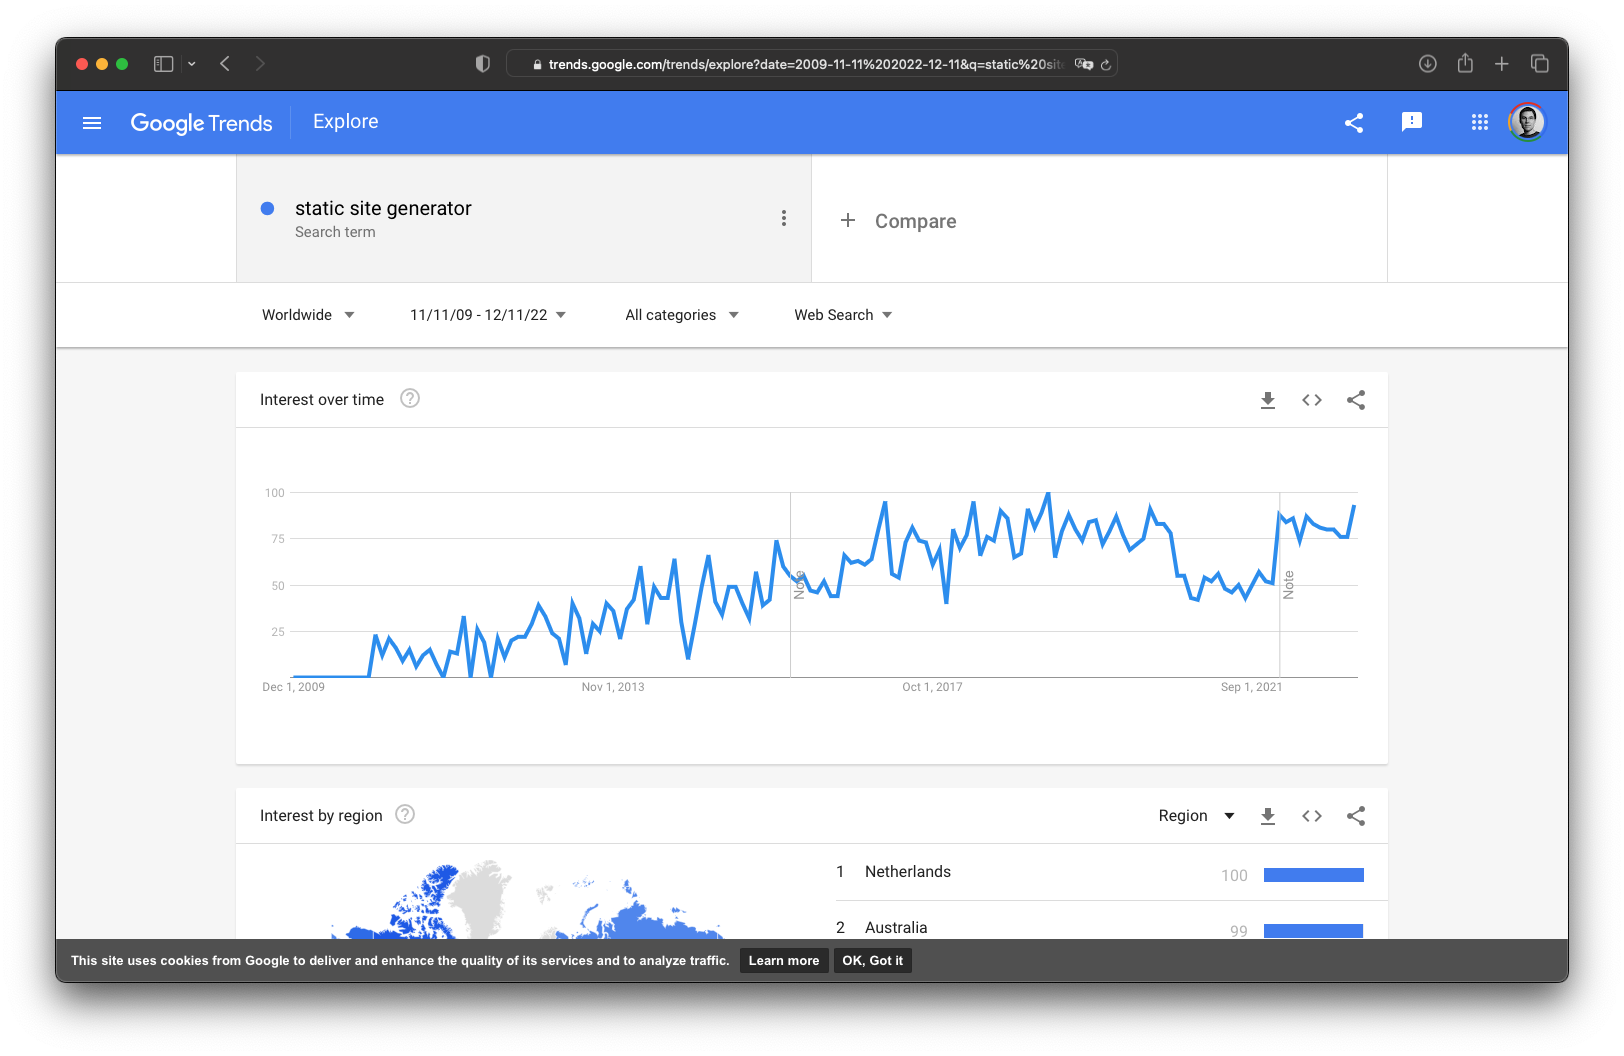 trends.google.com/trends/explore?date=2009-11-11%202022-12-11&q=static%20sit
Google Trends
Explore
static site generator
Search term
+ Compare
Worldwide
11/11/09 - 12/11/22
All categories
Web Search
Interest over time
100
75
50
25
Note
Note
Dec 1, 2009
Nov 1, 2013
Oct 1, 2017
Sep 1, 2021
Interest by region
Region
1 Netherlands 100
2 Australia 99
This site uses cookies from Google to deliver and enhance the quality of its services and to analyze traffic. Learn more OK, Got it